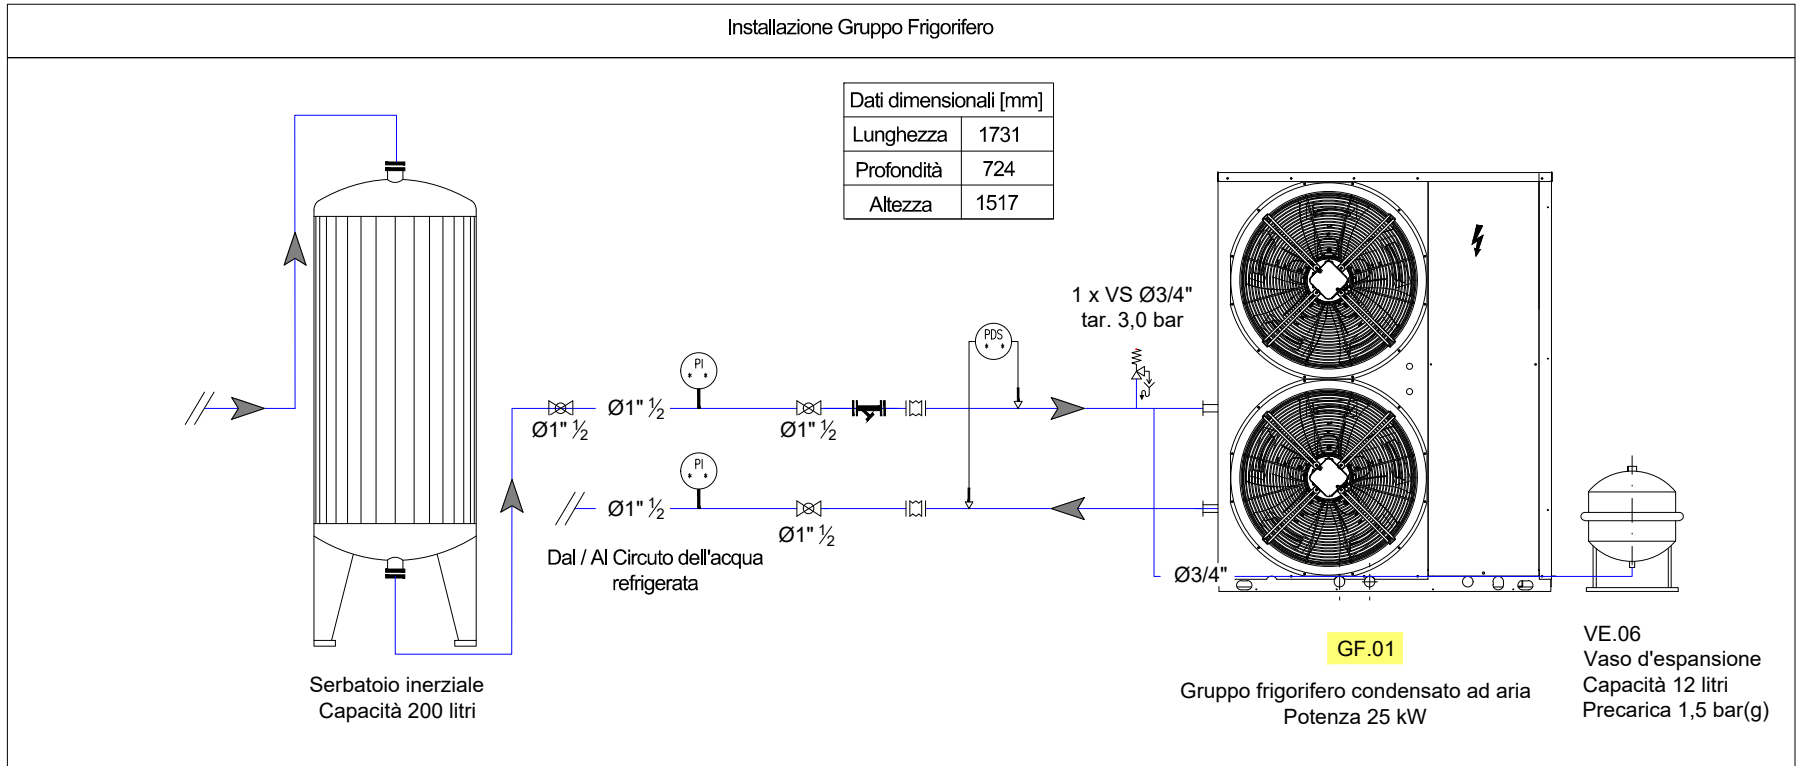 Installazione Gruppo Frigorifero
Dati dimensionali [mm]
Lunghezza 1731
Profondità 724
Altezza 1517
1 x VS Ø3/4"
tar. 3,0 bar
PDS
* *
PI
* *
Ø1" ½
Ø1" ½
Ø1" ½
PI
* *
Ø1" ½
Ø1" ½
Dal / Al Circuto dell'acqua
refrigerata
Ø3/4"
Serbatoio inerziale
Capacità 200 litri
GF.01
Gruppo frigorifero condensato ad aria
Potenza 25 kW
VE.06
Vaso d'espansione
Capacità 12 litri
Precarica 1,5 bar(g)